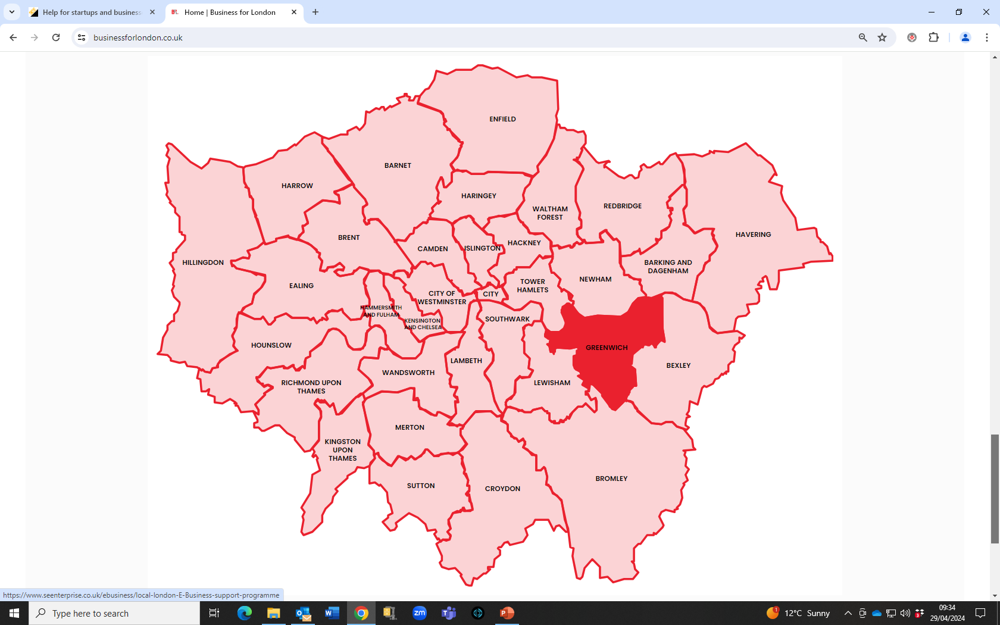 Help for startups and business
Home | Business for London
businessforlondon.co.uk
ENFIELD
BARNET
HARROW
HARINGEY
WALTHAM
FOREST
REDBRIDGE
HAVERING
BRENT
CAMDEN
ISLINGTON
HACKNEY
HILLINGDON
BARKING AND
DAGENHAM
EALING
NEWHAM
TOWER
HAMLETS
CITY OF
WESTMINSTER
CITY
HAMMERSMITH
AND FULHAM
KENSINGTON
AND CHELSEA
SOUTHWARK
HOUNSLOW
GREENWICH
LAMBETH
BEXLEY
WANDSWORTH
RICHMOND UPON
THAMES
LEWISHAM
MERTON
KINGSTON
UPON
THAMES
SUTTON
CROYDON
BROMLEY
https://www.seenterprise.co.uk/ebusiness/local-london-E-Business-support-programme
Type here to search
12°C Sunny
09:34
29/04/2024